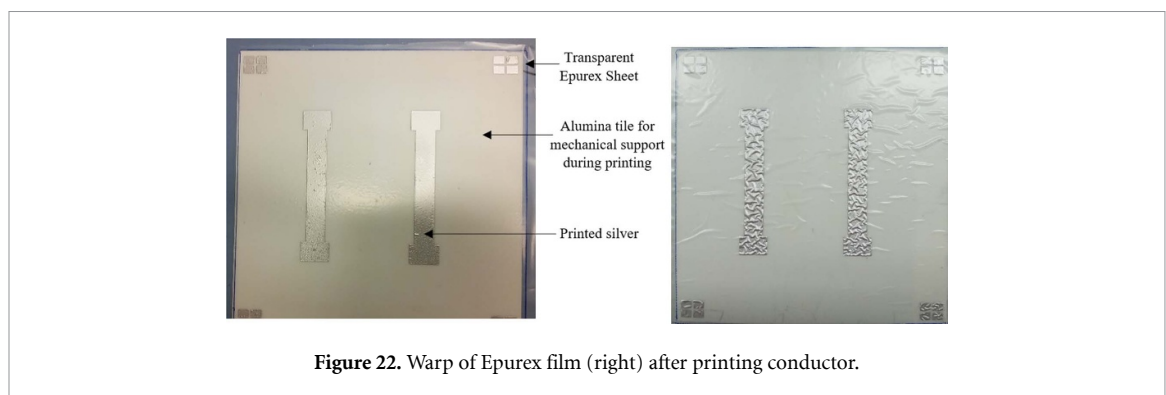 Transparent
Epurex Sheet
Alumina tile for
mechanical support
during printing
Printed silver
Figure 22. Warp of Epurex film (right) after printing conductor.